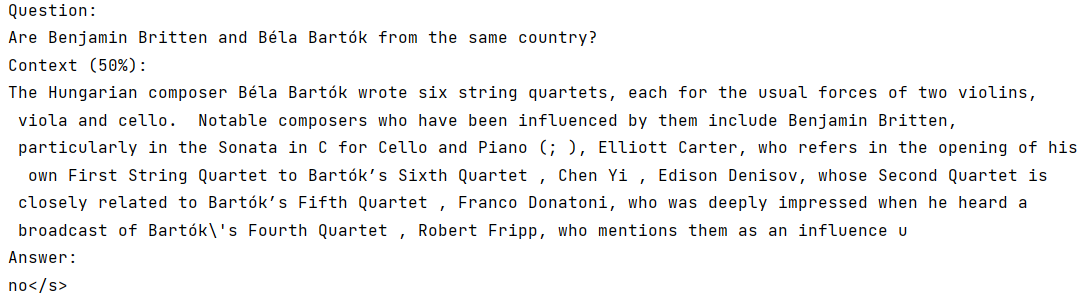 Question:
Are Benjamin Britten and Béla Bartók from the same country?
Context (50%):
The Hungarian composer Béla Bartók wrote six string quartets, each for the usual forces of two violins,
viola and cello.  Notable composers who have been influenced by them include Benjamin Britten,
particularly in the Sonata in C for Cello and Piano (; ), Elliott Carter, who refers in the opening of his
own First String Quartet to Bartók’s Sixth Quartet , Chen Yi , Edison Denisov, whose Second Quartet is
closely related to Bartók’s Fifth Quartet , Franco Donatoni, who was deeply impressed when he heard a
broadcast of Bartók\'s Fourth Quartet , Robert Fripp, who mentions them as an influence u
Answer:
no</s>